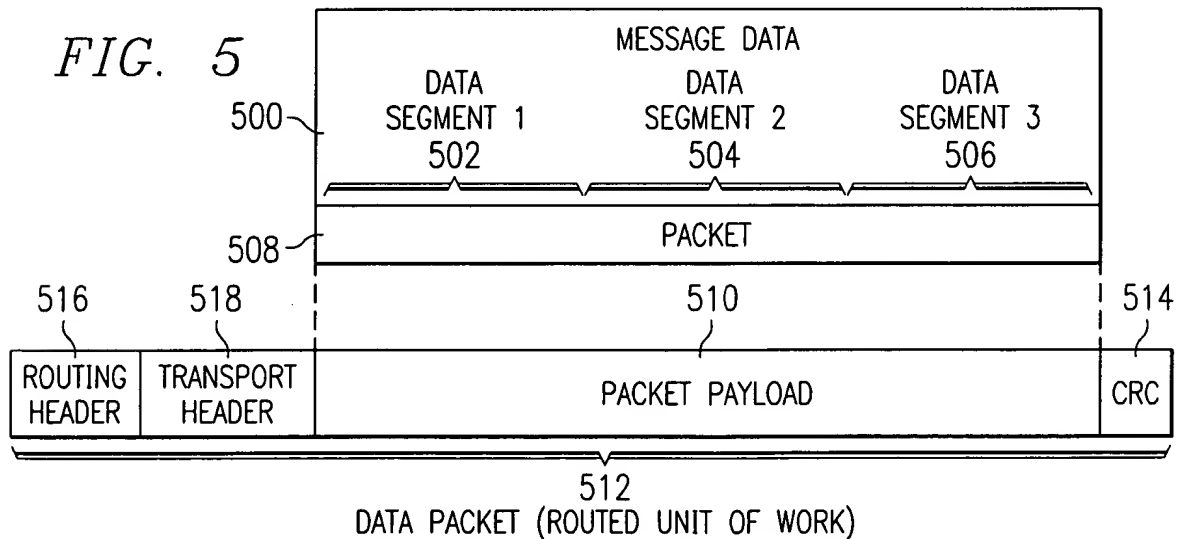 FIG. 5
MESSAGE DATA
DATA SEGMENT 1
502
DATA SEGMENT 2
504
DATA SEGMENT 3
506
500
508
PACKET
516
518
510
514
ROUTING HEADER
TRANSPORT HEADER
PACKET PAYLOAD
CRC
512
DATA PACKET (ROUTED UNIT OF WORK)